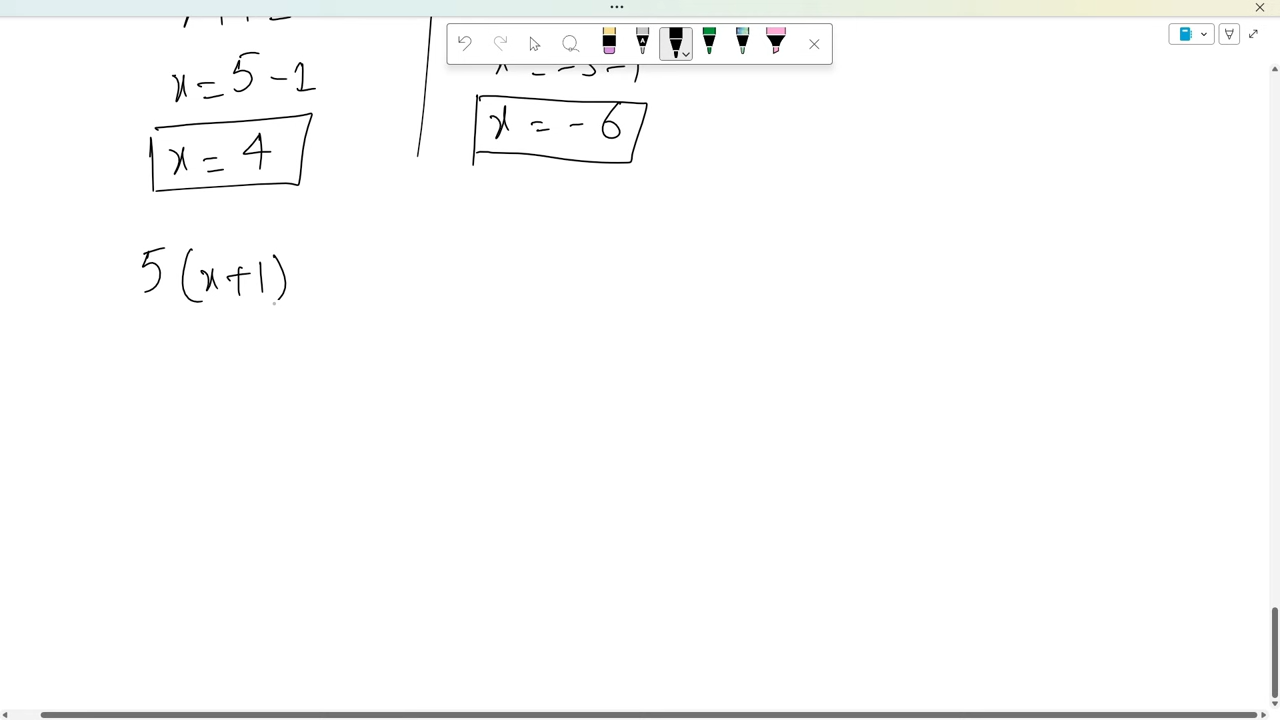 x = 5 - 1
x = 4
x = - 6
5 (x+1)